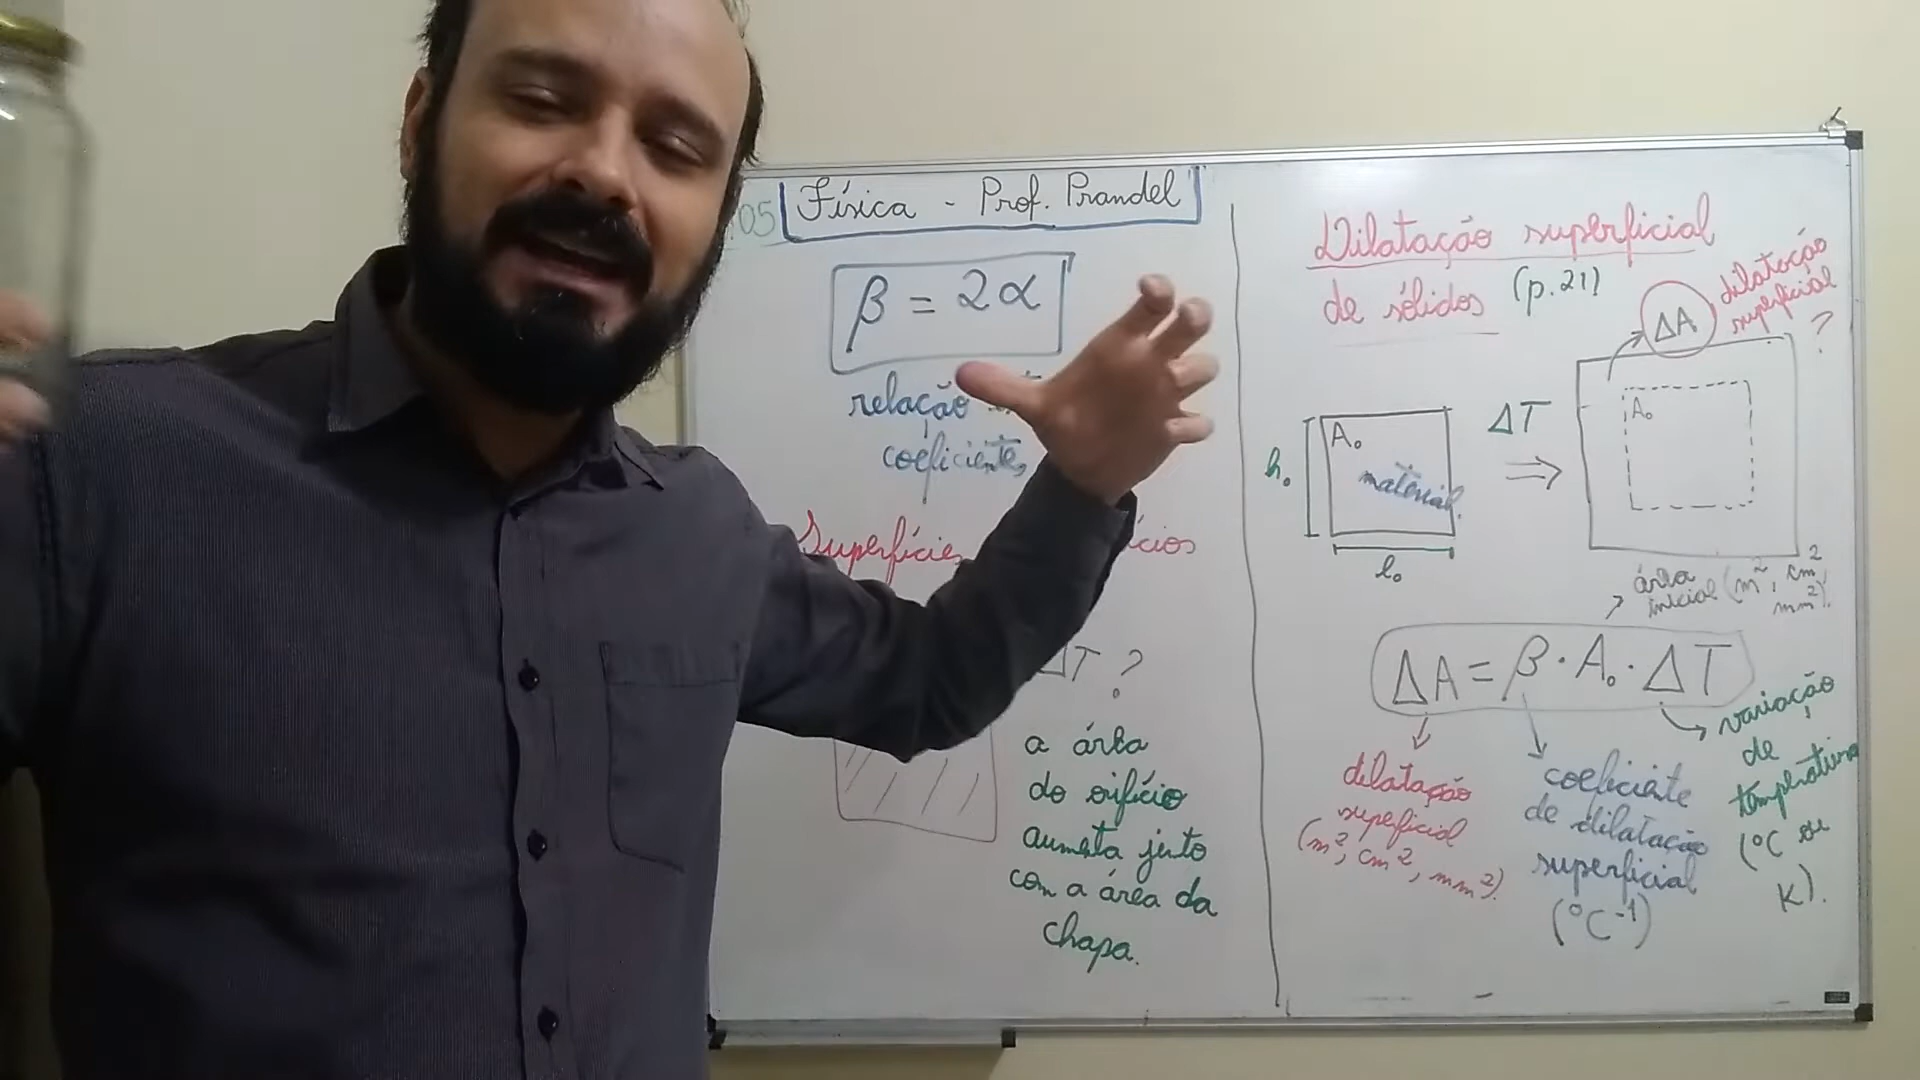 .05
Física - Prof. Prandel
β = 2α
relação
coeficientes
Superfícies
ícios
ΔT?
a área
do orifício
aumenta junto
com a área da
chapa.
Dilatação superficial
de sólidos (p.21)
ΔA
dilatação
superficial
?
A₀
material.
h₀
l₀
ΔT
⇒
A₀
área
inicial (m², cm²,
mm²).
ΔA = β · A₀ · ΔT
dilatação
superficial
(m², cm², mm²).
coeficiente
de dilatação
superficial
(°C⁻¹)
variação
de
temperatura
(°C ou
K).